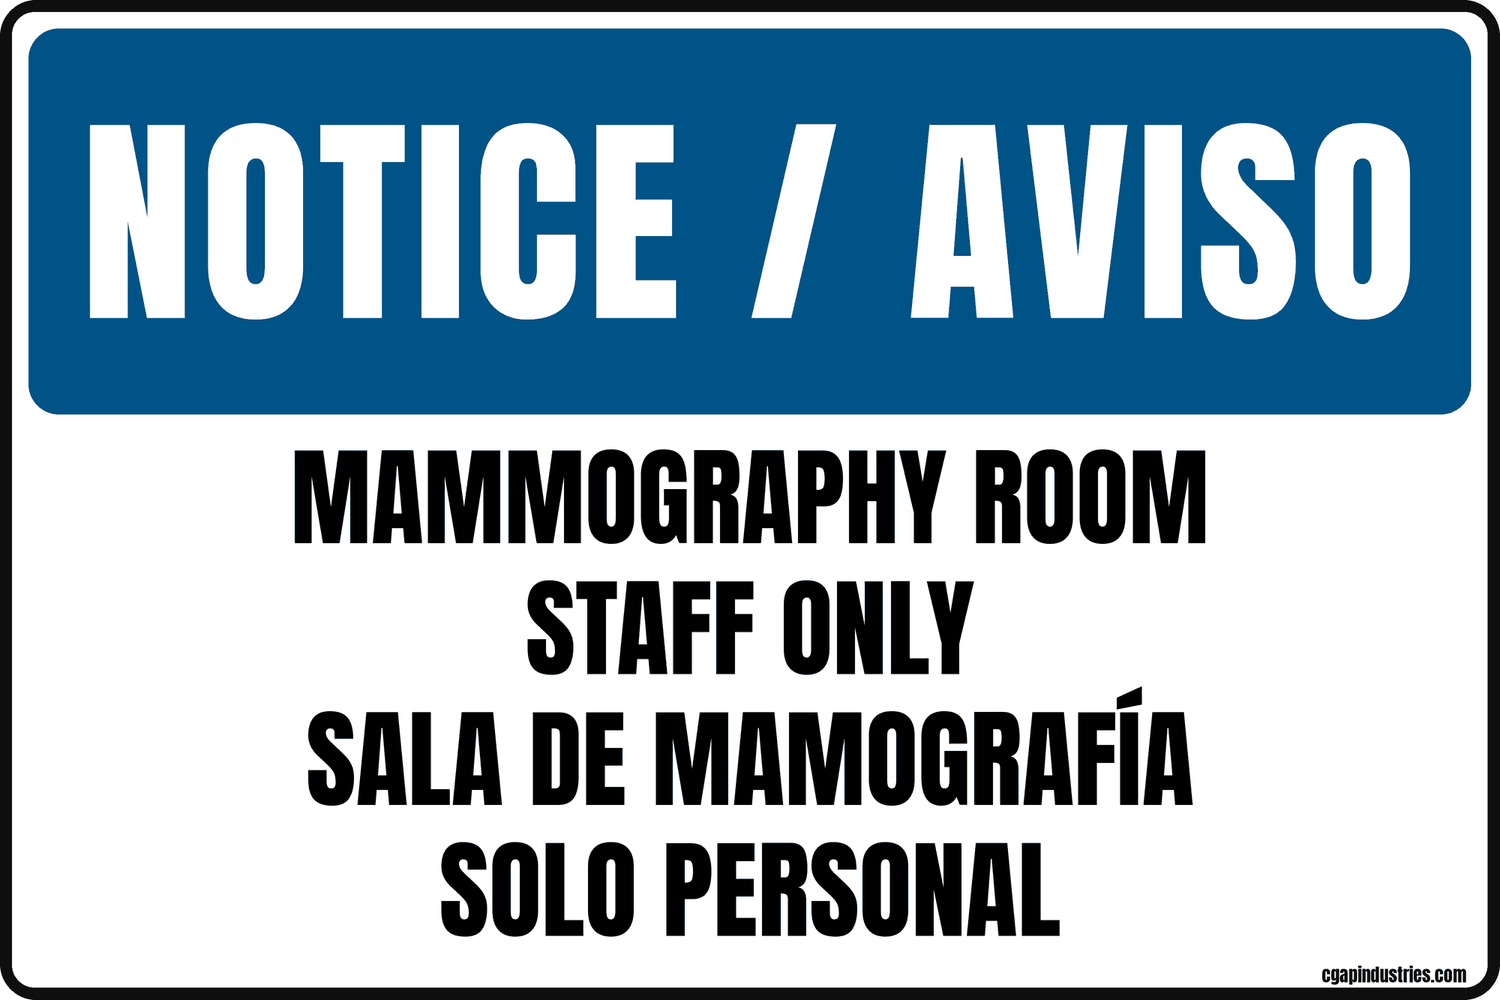 NOTICE / AVISO
MAMMOGRAPHY ROOM
STAFF ONLY
SALA DE MAMOGRAFÍA
SOLO PERSONAL
cgapindustries.com